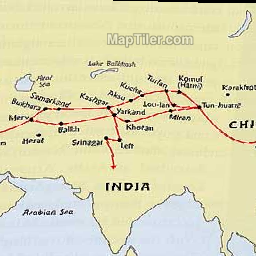 MapTiler.com
Lake Balkhash
Aral
Sea
Turfan
Komul
(Hami)
Kucha
Aksu
Kashgar
Samarkand
Bukhara
Lou-lan
Tun-huang
Merv
Yarkand
Miran
Balkh
Khotan
Herat
Srinagar
Leh
CHI
INDIA
Arabian Sea